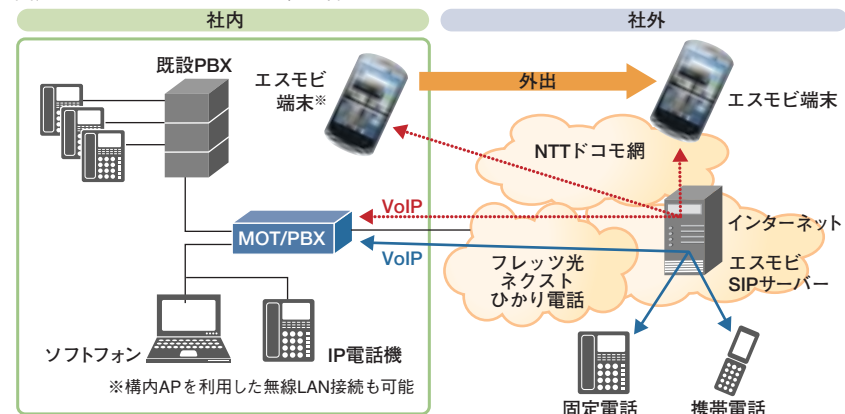 社内
社外
既設PBX
エスモビ
端末※
外出
エスモビ端末
NTTドコモ網
VoIP
MOT/PBX
VoIP
インターネット
フレッツ光
ネクスト
ひかり電話
エスモビ
SIPサーバー
ソフトフォン
IP電話機
※構内APを利用した無線LAN接続も可能
固定電話
携帯電話